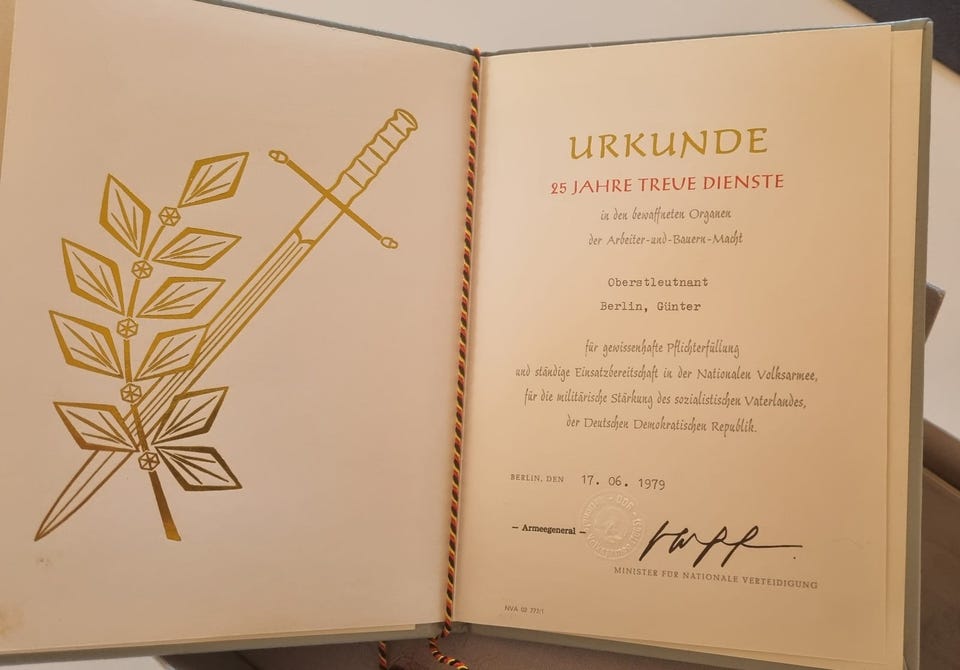 URKUNDE
25 JAHRE TREUE DIENSTE
in den bewaffneten Organen
der Arbeiter-und-Bauern-Macht
Oberstleutnant
Berlin, Günter
für gewissenhafte Pflichterfüllung
und ständige Einsatzbereitschaft in der Nationalen Volksarmee,
für die militärische Stärkung des sozialistischen Vaterlandes,
der Deutschen Demokratischen Republik.
BERLIN, DEN 17. 06. 1979
– Armeegeneral –
MINISTER FÜR NATIONALE VERTEIDIGUNG
NVA 02 777/1